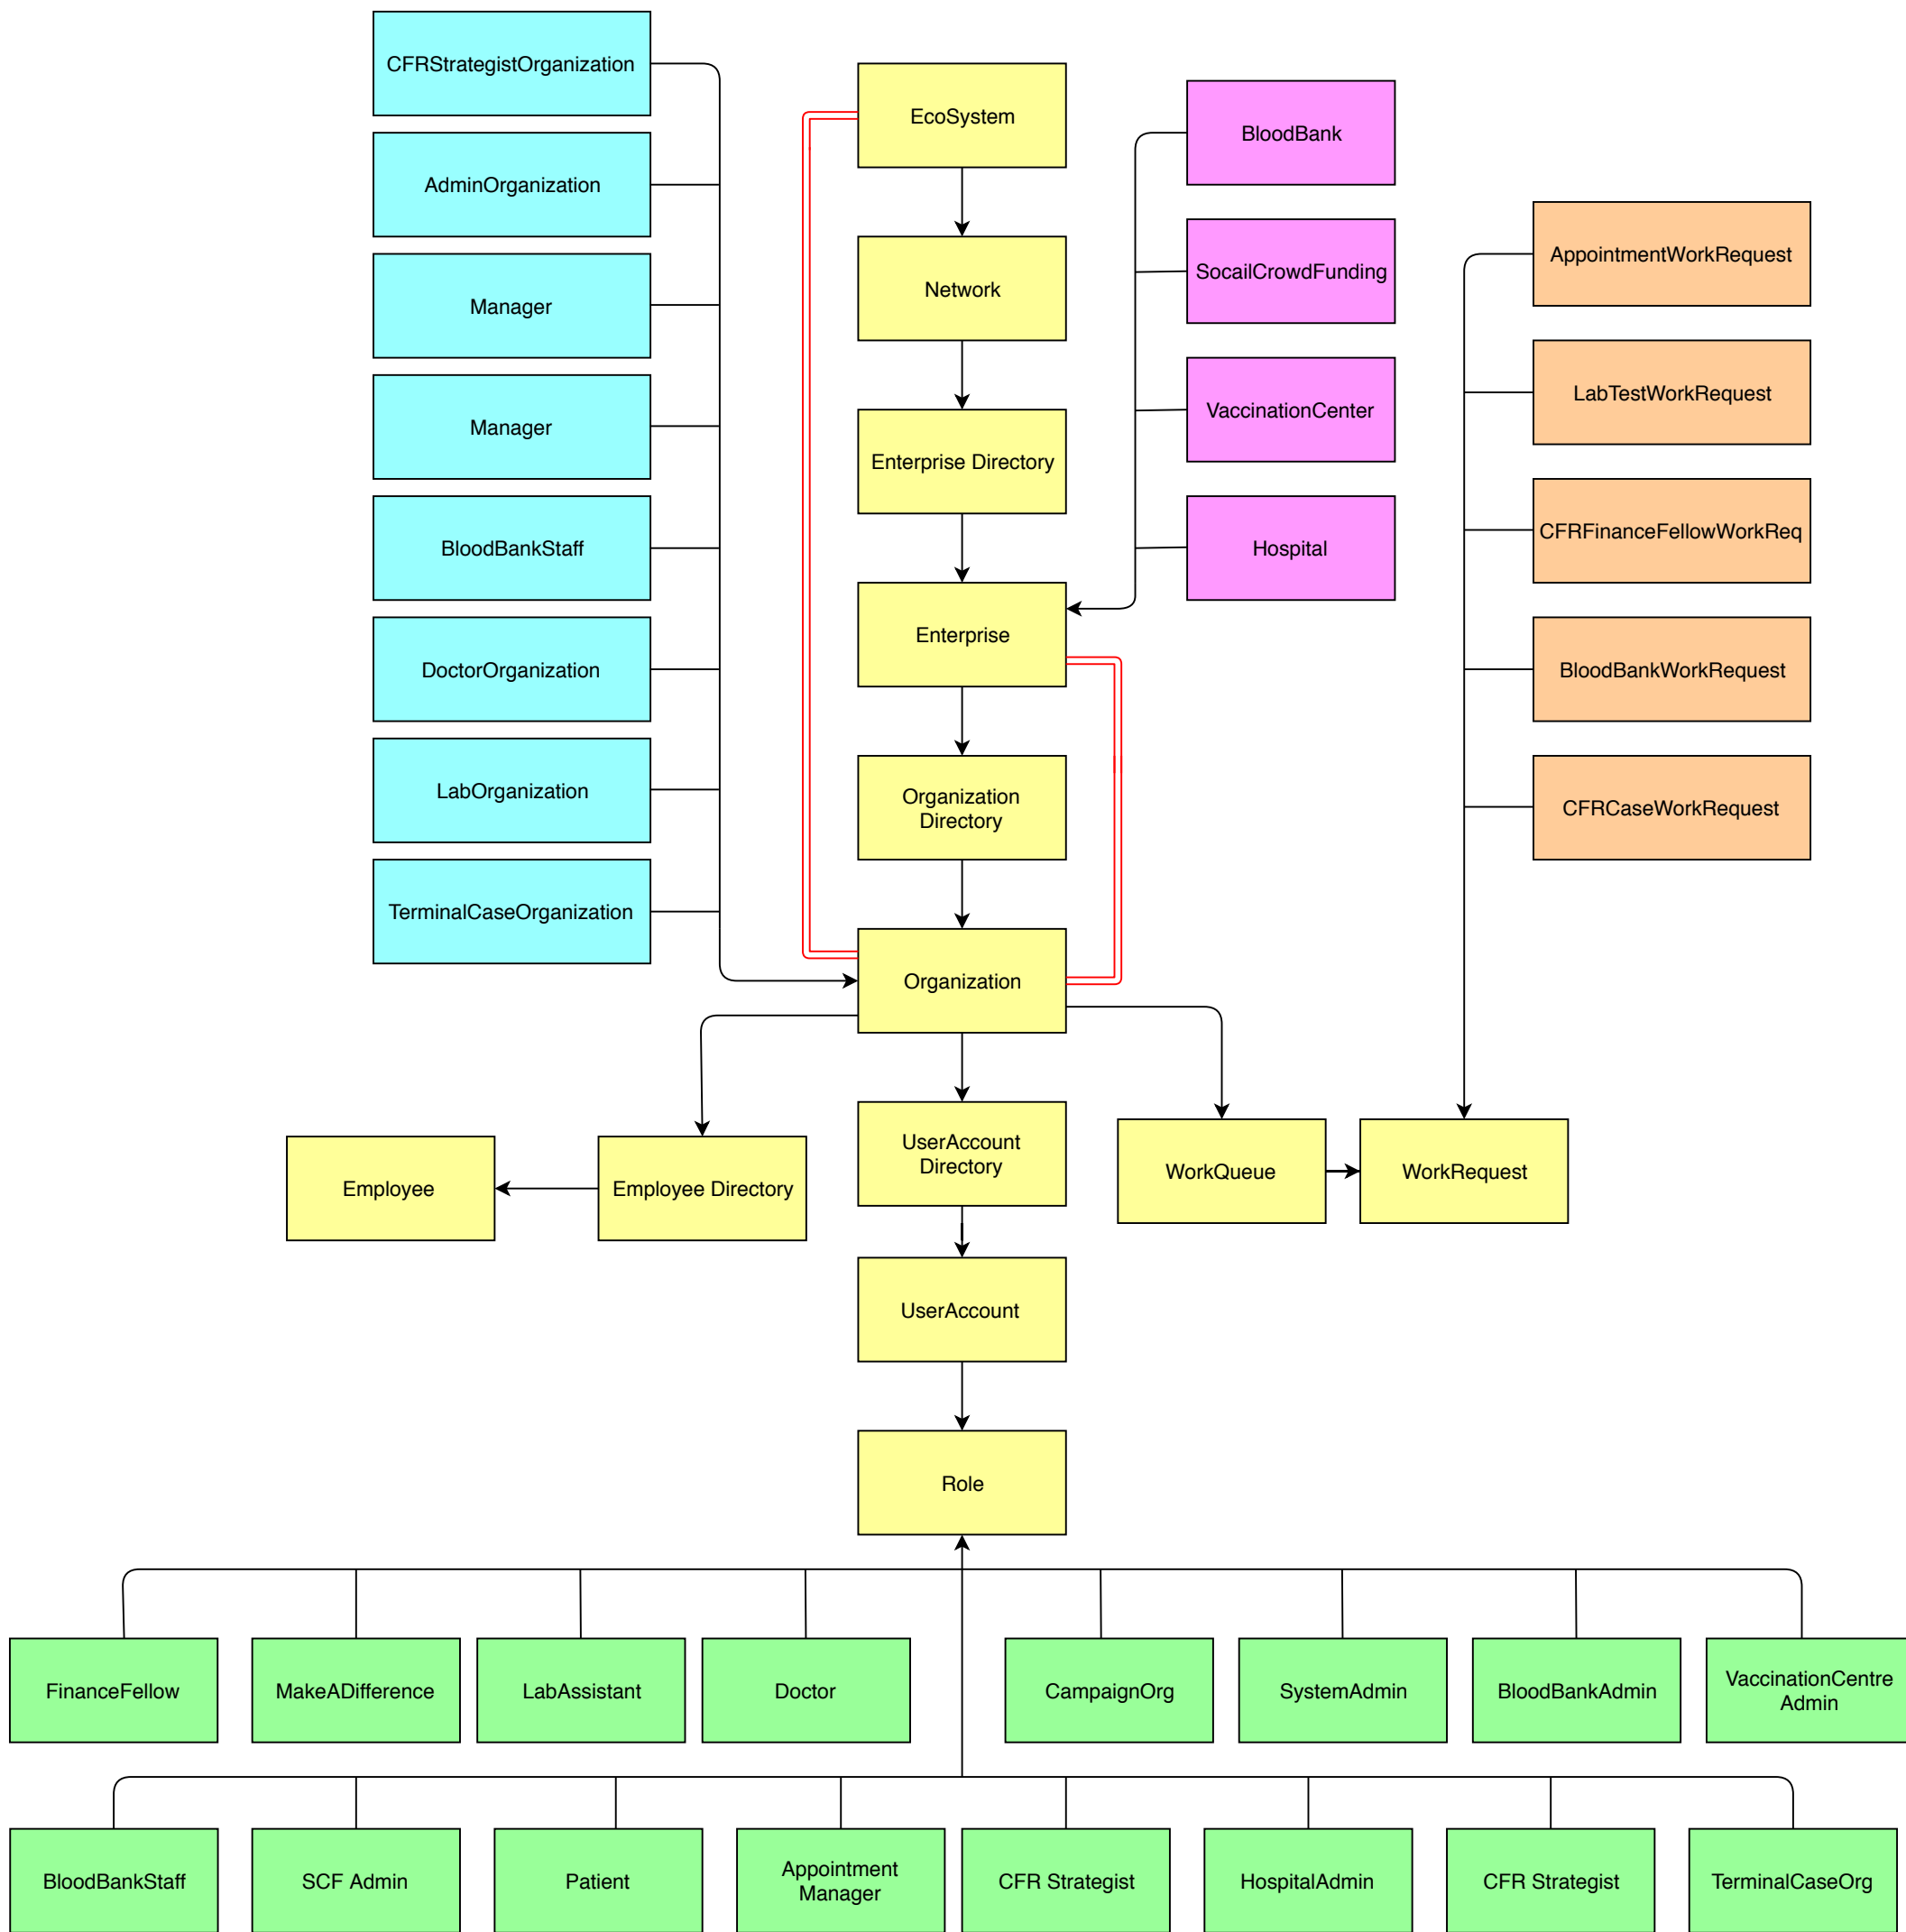 CFRStrategistOrganization
AdminOrganization
Manager
Manager
BloodBankStaff
DoctorOrganization
LabOrganization
TerminalCaseOrganization
EcoSystem
Network
Enterprise Directory
Enterprise
Organization
Directory
Organization
BloodBank
SocailCrowdFunding
VaccinationCenter
Hospital
AppointmentWorkRequest
LabTestWorkRequest
CFRFinanceFellowWorkReq
BloodBankWorkRequest
CFRCaseWorkRequest
Employee
Employee Directory
UserAccount
Directory
WorkQueue
WorkRequest
UserAccount
Role
FinanceFellow
MakeADifference
LabAssistant
Doctor
CampaignOrg
SystemAdmin
BloodBankAdmin
VaccinationCentre
Admin
BloodBankStaff
SCF Admin
Patient
Appointment
Manager
CFR Strategist
HospitalAdmin
CFR Strategist
TerminalCaseOrg